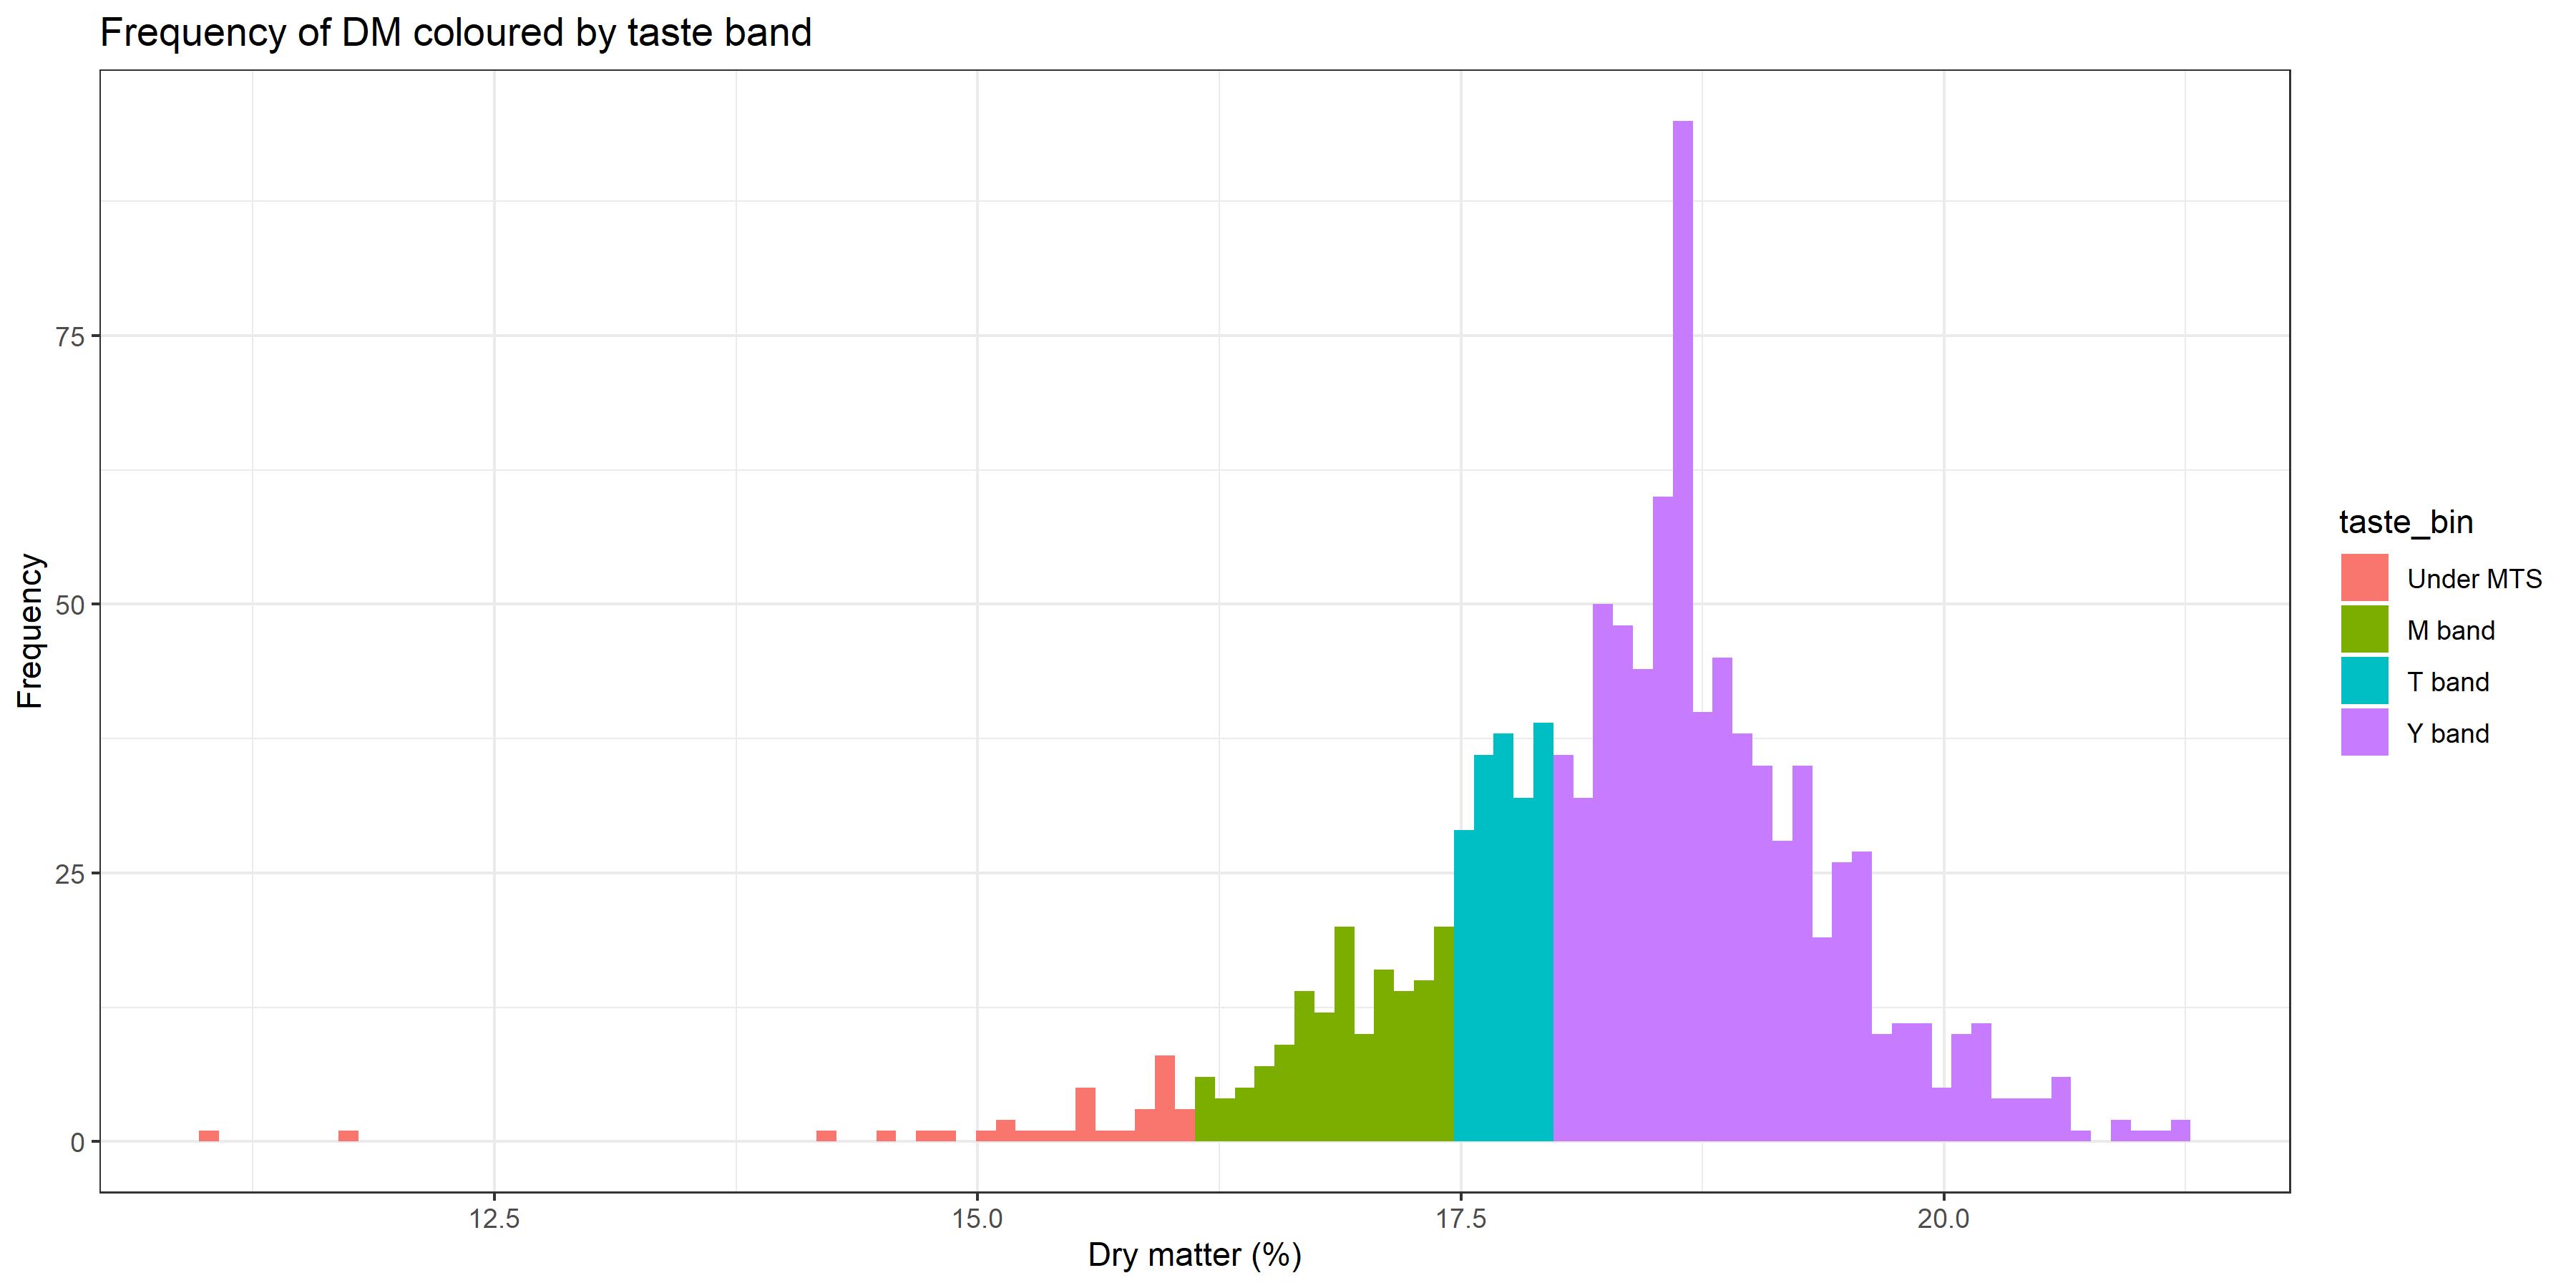 Frequency of DM coloured by taste band
Frequency
75
50
25
0
12.5 15.0 17.5 20.0
Dry matter (%)
taste_bin
Under MTS
M band
T band
Y band